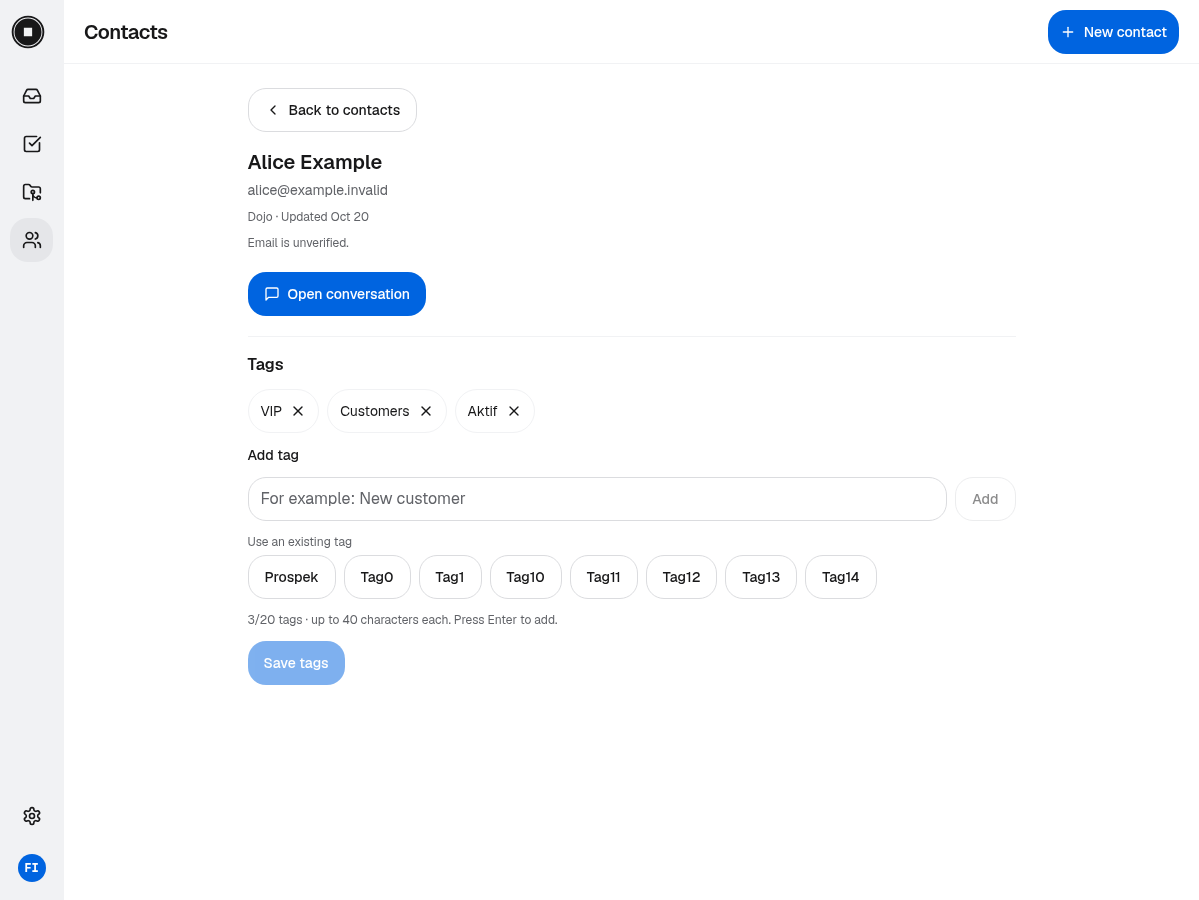 Contacts
New contact
Back to contacts
Alice Example
alice@example.invalid
Dojo · Updated Oct 20
Email is unverified.
Open conversation
Tags
VIP
Customers
Aktif
Add tag
For example: New customer
Add
Use an existing tag
Prospek
Tag0
Tag1
Tag10
Tag11
Tag12
Tag13
Tag14
3/20 tags · up to 40 characters each. Press Enter to add.
Save tags
FI